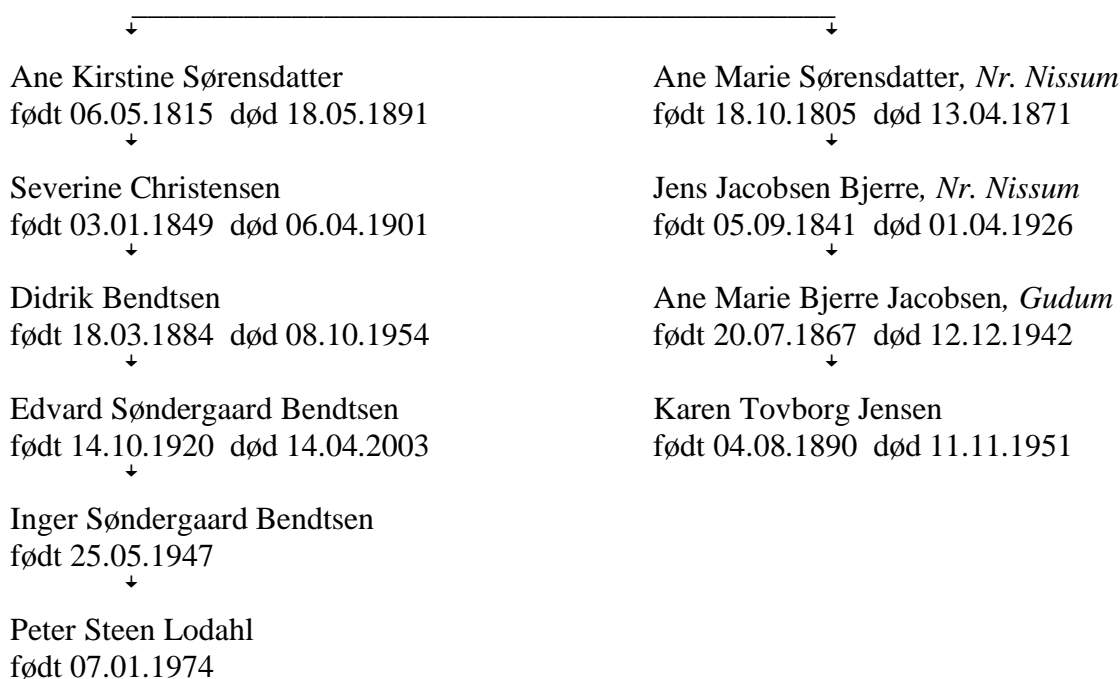 Ane Kirstine Sørensdatter
født 06.05.1815 død 18.05.1891
Severine Christensen
født 03.01.1849 død 06.04.1901
Didrik Bendtsen
født 18.03.1884 død 08.10.1954
Edvard Søndergaard Bendtsen
født 14.10.1920 død 14.04.2003
Inger Søndergaard Bendtsen
født 25.05.1947
Peter Steen Lodahl
født 07.01.1974
Ane Marie Sørensdatter, Nr. Nissum
født 18.10.1805 død 13.04.1871
Jens Jacobsen Bjerre, Nr. Nissum
født 05.09.1841 død 01.04.1926
Ane Marie Bjerre Jacobsen, Gudum
født 20.07.1867 død 12.12.1942
Karen Tovborg Jensen
født 04.08.1890 død 11.11.1951